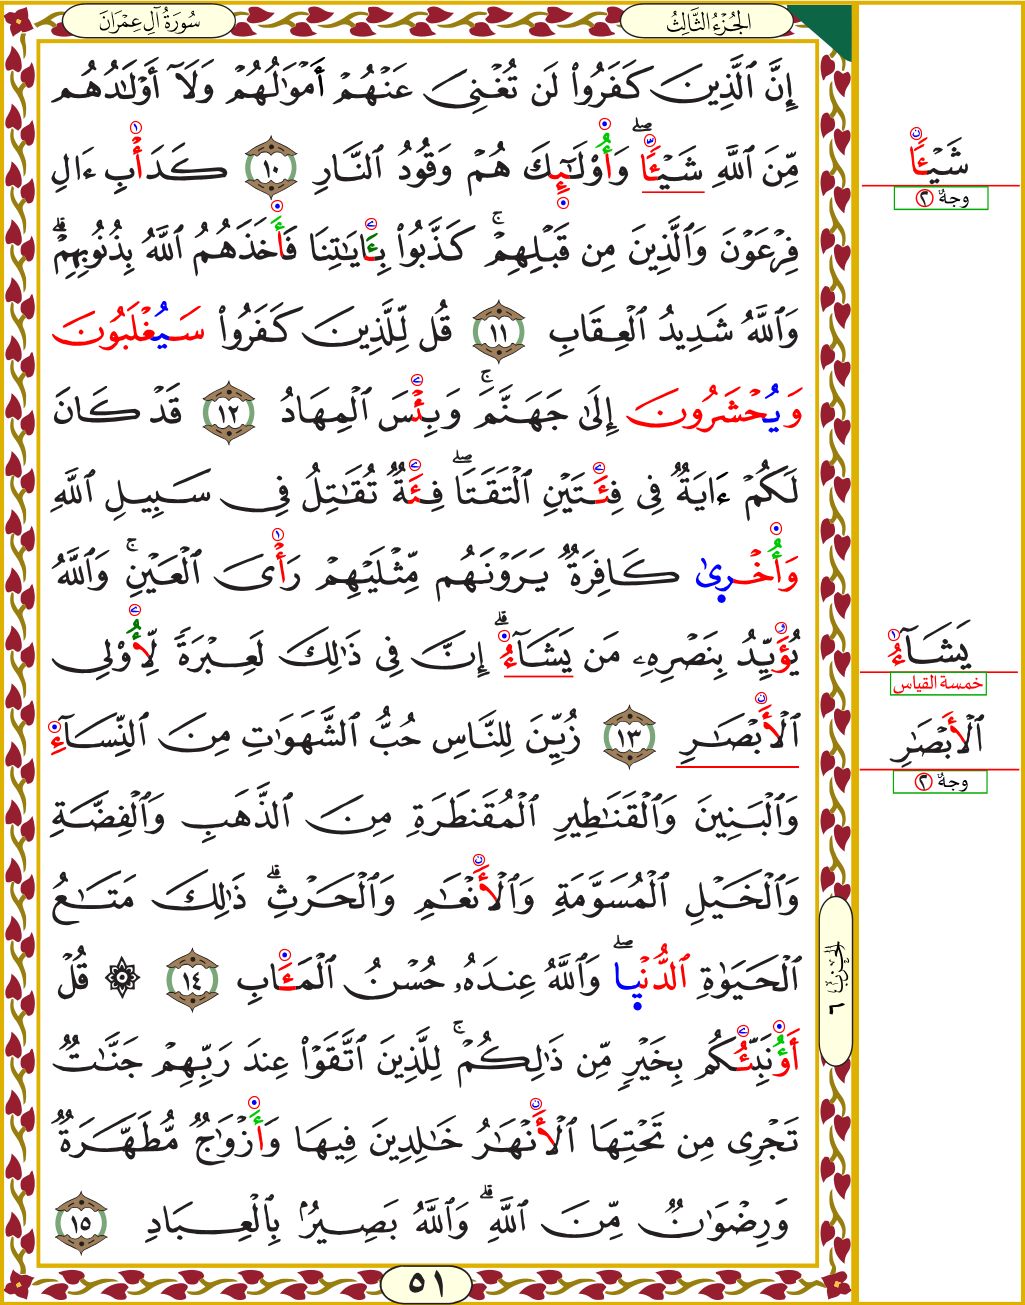 سُورَةُ آلِ عِمۡرَانَ
الجُزْءُ الثَّالِثُ
إِنَّ ٱلَّذِينَ كَفَرُواْ لَن تُغۡنِيَ عَنۡهُمۡ أَمۡوَٰلُهُمۡ وَلَآ أَوۡلَٰدُهُم
مِّنَ ٱللَّهِ شَيۡـٔٗاۖ وَأُوْلَٰٓئِكَ هُمۡ وَقُودُ ٱلنَّارِ ١٠ كَدَأۡبِ ءَالِ
فِرۡعَوۡنَ وَٱلَّذِينَ مِن قَبۡلِهِمۡۚ كَذَّبُواْ بِـَٔايَٰتِنَا فَأَخَذَهُمُ ٱللَّهُ بِذُنُوبِهِمۡۗ
وَٱللَّهُ شَدِيدُ ٱلۡعِقَابِ ١١ قُل لِّلَّذِينَ كَفَرُواْ سَيُغۡلَبُونَ
وَيُحۡشَرُونَ إِلَىٰ جَهَنَّمَۚ وَبِئۡسَ ٱلۡمِهَادُ ١٢ قَدۡ كَانَ
لَكُمۡ ءَايَةٞ فِي فِئَتَيۡنِ ٱلۡتَقَتَاۖ فِئَةٞ تُقَٰتِلُ فِي سَبِيلِ ٱللَّهِ
وَأُخۡرىٰ كَافِرَةٞ يَرَوۡنَهُم مِّثۡلَيۡهِمۡ رَأۡيَ ٱلۡعَيۡنِۚ وَٱللَّهُ
يُؤَيِّدُ بِنَصۡرِهِۦ مَن يَشَآءُۚ إِنَّ فِي ذَٰلِكَ لَعِبۡرَةٗ لِّأُوْلِي
ٱلۡأَبۡصَٰرِ ١٣ زُيِّنَ لِلنَّاسِ حُبُّ ٱلشَّهَوَٰتِ مِنَ ٱلنِّسَآءِ
وَٱلۡبَنِينَ وَٱلۡقَنَٰطِيرِ ٱلۡمُقَنطَرَةِ مِنَ ٱلذَّهَبِ وَٱلۡفِضَّةِ
وَٱلۡخَيۡلِ ٱلۡمُسَوَّمَةِ وَٱلۡأَنۡعَٰمِ وَٱلۡحَرۡثِۗ ذَٰلِكَ مَتَٰعُ
ٱلۡحَيَوٰةِ ٱلدُّنۡياۖ وَٱللَّهُ عِندَهُۥ حُسۡنُ ٱلۡمَـَٔابِ ١٤ ۞ قُلۡ
أَؤُنَبِّئُكُم بِخَيۡرٖ مِّن ذَٰلِكُمۡۚ لِلَّذِينَ ٱتَّقَوۡاْ عِندَ رَبِّهِمۡ جَنَّٰتٞ
تَجۡرِي مِن تَحۡتِهَا ٱلۡأَنۡهَٰرُ خَٰلِدِينَ فِيهَا وَأَزۡوَٰجٞ مُّطَهَّرَةٞ
وَرِضۡوَٰنٞ مِّنَ ٱللَّهِۗ وَٱللَّهُ بَصِيرُۢ بِٱلۡعِبَادِ ١٥
٥١
شَيۡـٔٗا
وجهٌ ٢
يَشَآءُ
خمسة القياس
ٱلۡأَبۡصَٰرِ
وجهٌ ٢
الحِزْبُ ٦